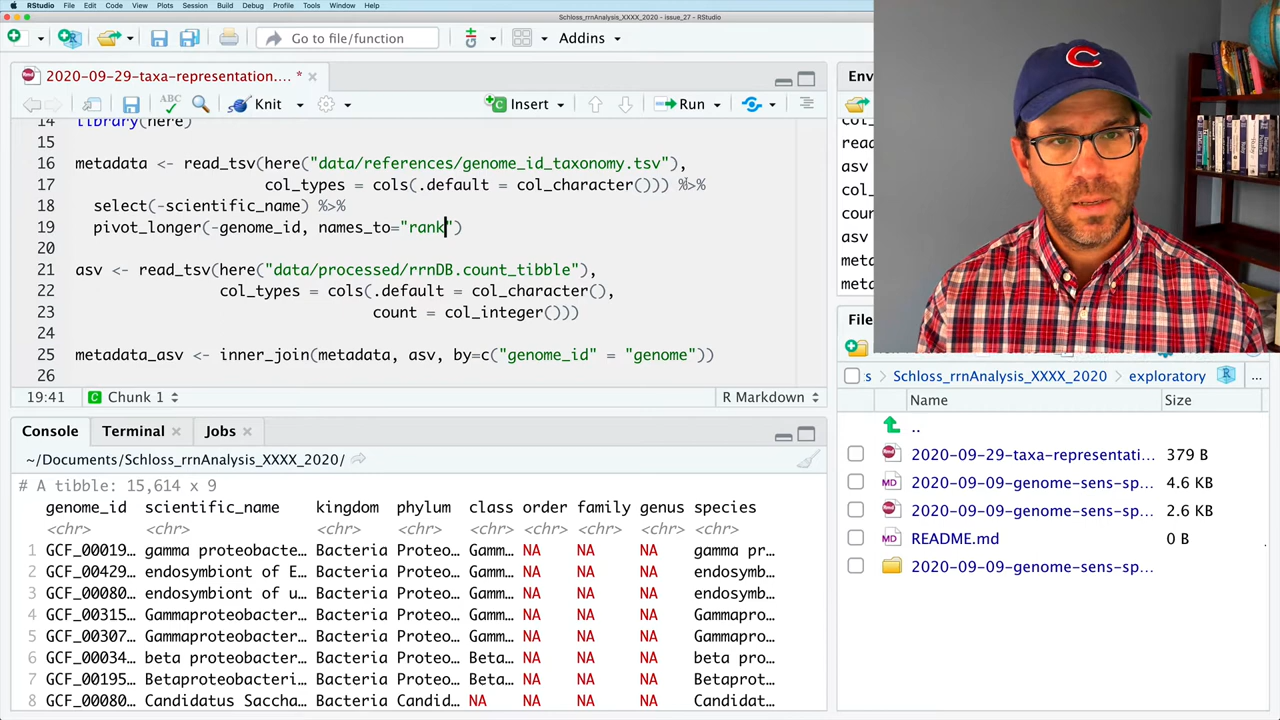 RStudio File Edit Code View Plots Session Build Debug Profile Tools Window Help
Schloss_rrnAnalysis_XXXX_2020 - issue_27 - RStudio
Go to file/function
Addins
2020-09-29-taxa-representation.... *
Knit
Insert
Run
14 library(here)
15
16 metadata <- read_tsv(here("data/references/genome_id_taxonomy.tsv"),
17 col_types = cols(.default = col_character())) %>%
18 select(-scientific_name) %>%
19 pivot_longer(-genome_id, names_to="rank")
20
21 asv <- read_tsv(here("data/processed/rrnDB.count_tibble"),
22 col_types = cols(.default = col_character(),
23 count = col_integer()))
24
25 metadata_asv <- inner_join(metadata, asv, by=c("genome_id" = "genome"))
26
19:41
Chunk 1
R Markdown
Console
Terminal
Jobs
~/Documents/Schloss_rrnAnalysis_XXXX_2020/
# A tibble: 15,614 x 9
genome_id scientific_name kingdom phylum class order family genus species
<chr> <chr> <chr> <chr> <chr> <chr> <chr> <chr> <chr>
1 GCF_00019… gamma proteobacte… Bacteria Proteo… Gamm… NA NA NA gamma pr…
2 GCF_00429… endosymbiont of E… Bacteria Proteo… Gamm… NA NA NA endosymb…
3 GCF_00080… endosymbiont of u… Bacteria Proteo… Gamm… NA NA NA endosymb…
4 GCF_00315… Gammaproteobacter… Bacteria Proteo… Gamm… NA NA NA Gammapro…
5 GCF_00307… Gammaproteobacter… Bacteria Proteo… Gamm… NA NA NA Gammapro…
6 GCF_00034… beta proteobacter… Bacteria Proteo… Beta… NA NA NA beta pro…
7 GCF_00195… Betaproteobacteri… Bacteria Proteo… Beta… NA NA NA Betaprot…
8 GCF_00080… Candidatus Saccha… Bacteria Candid… NA NA NA NA Candidat…
Env
col_
read
asv
col_
coun
asv
meta
meta
File
s > Schloss_rrnAnalysis_XXXX_2020 > exploratory ...
Name Size
..
2020-09-29-taxa-representati... 379 B
2020-09-09-genome-sens-sp... 4.6 KB
2020-09-09-genome-sens-sp... 2.6 KB
README.md 0 B
2020-09-09-genome-sens-sp...
C